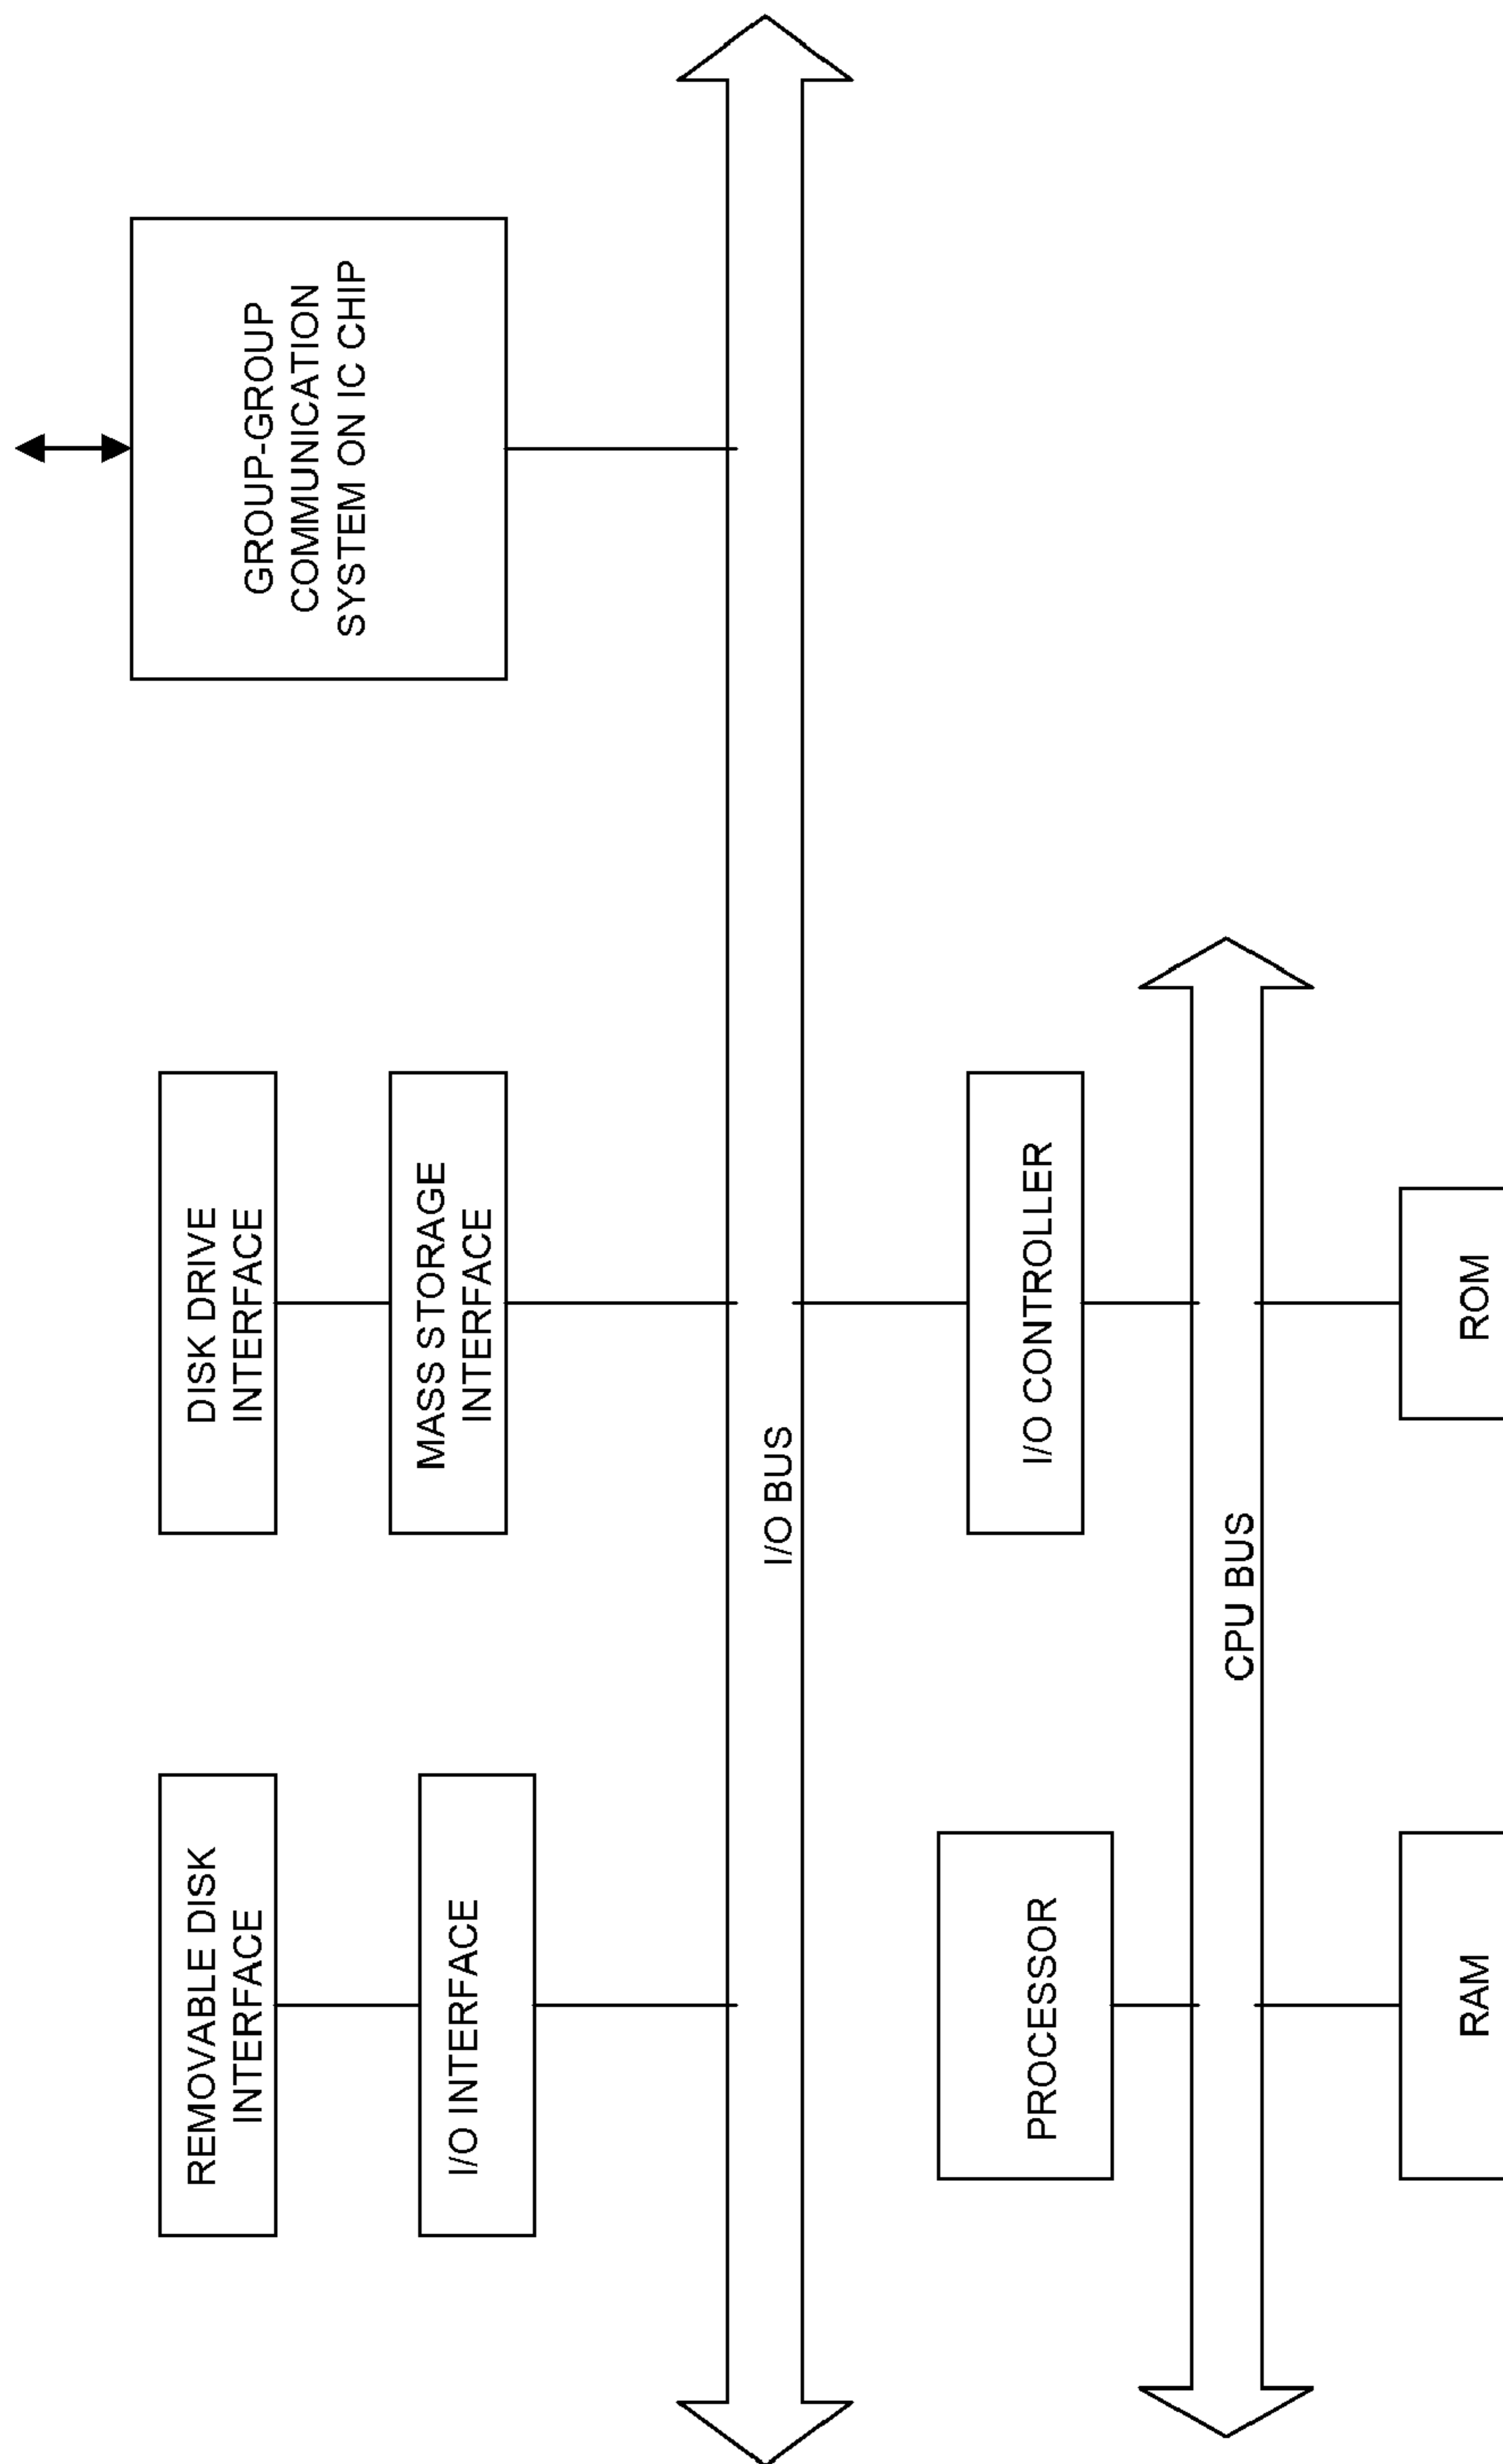 REMOVABLE DISK
INTERFACE
DISK DRIVE
INTERFACE
GROUP-GROUP
COMMUNICATION
SYSTEM ON IC CHIP
I/O INTERFACE
MASS STORAGE
INTERFACE
I/O BUS
PROCESSOR
I/O CONTROLLER
CPU BUS
RAM
ROM